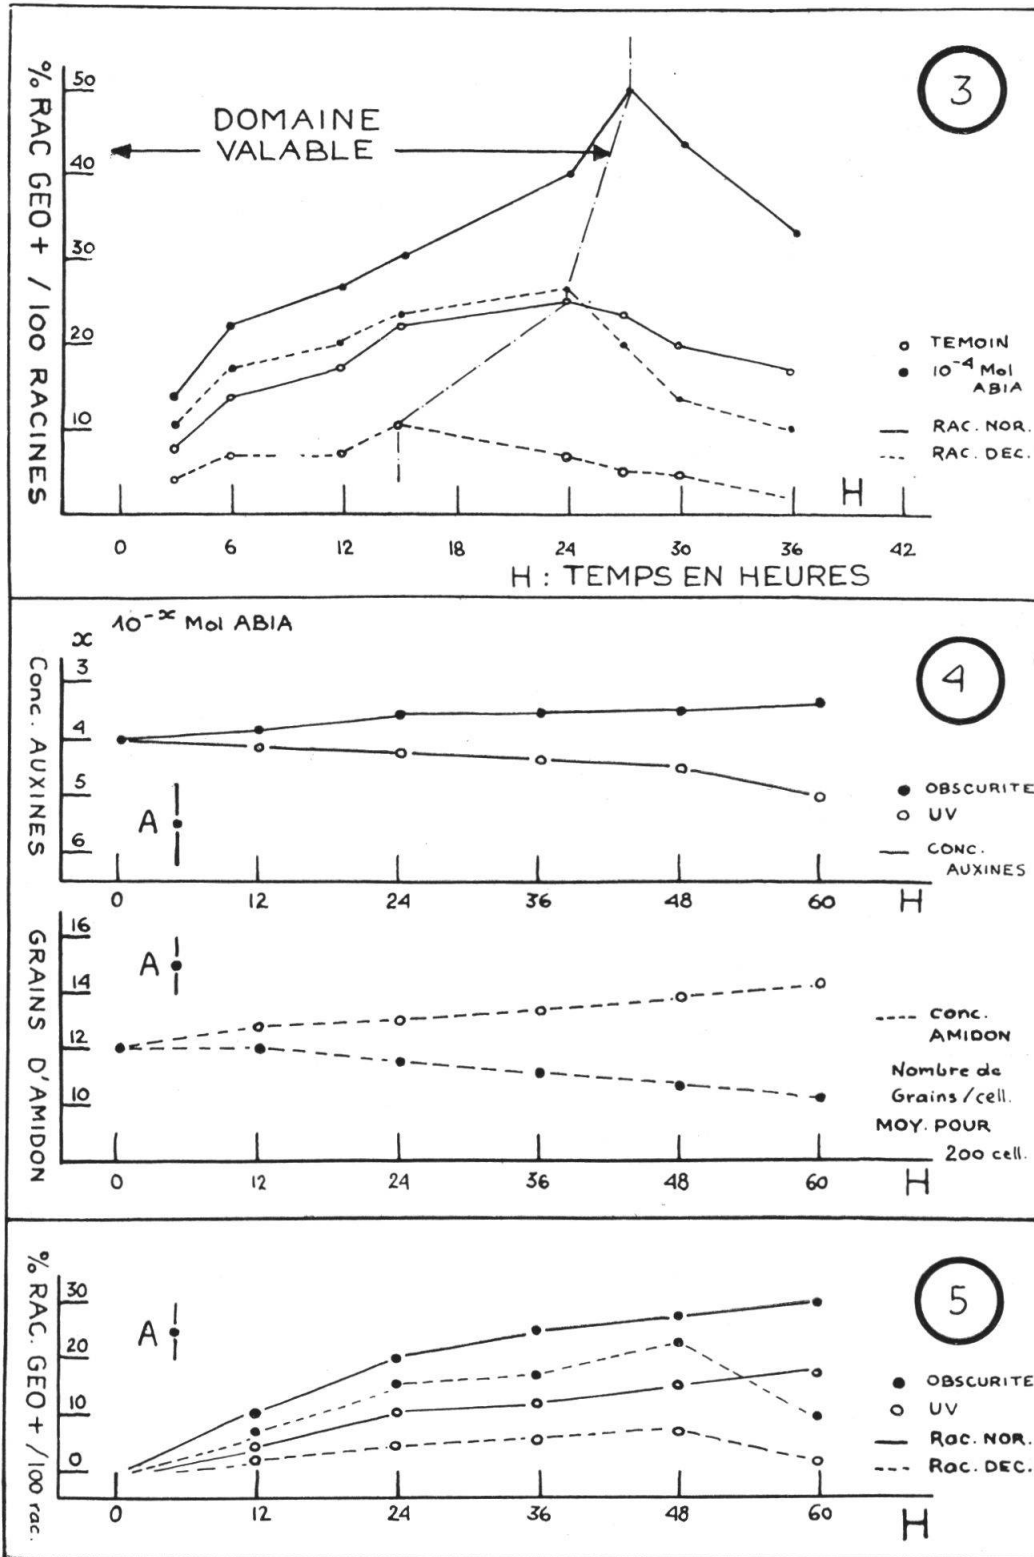 3
% RAC GEO + / 100 RACINES
50
40
30
20
10
DOMAINE
VALABLE
TEMOIN
10⁻⁴ Mol
ABIA
RAC. NOR.
RAC. DEC.
H
0 6 12 18 24 30 36 42
H : TEMPS EN HEURES
10⁻ˣ Mol ABIA
x
4
Conc. AUXINES
3
4
5
6
A
OBSCURITE
UV
CONC.
AUXINES
0 12 24 36 48 60 H
GRAINS D'AMIDON
16
14
12
10
A
CONC.
AMIDON
Nombre de
Grains/cell.
MOY. POUR
200 cell.
0 12 24 36 48 60 H
5
% RAC. GEO + /100 rac.
30
20
10
0
A
OBSCURITE
UV
RAC. NOR.
RAC. DEC.
0 12 24 36 48 60 H